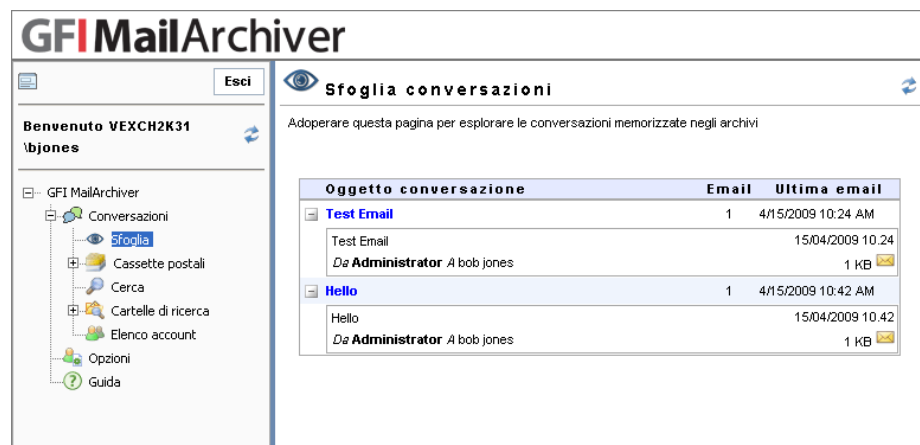 GFI MailArchiver
Esci
Benvenuto VEXCH2K31
\bjones
GFI MailArchiver
Conversazioni
Sfoglia
Cassette postali
Cerca
Cartelle di ricerca
Elenco account
Opzioni
Guida
Sfoglia conversazioni
Adoperare questa pagina per esplorare le conversazioni memorizzate negli archivi
Oggetto conversazione Email Ultima email
Test Email 1 4/15/2009 10:24 AM
Test Email 15/04/2009 10.24
Da Administrator A bob jones 1 KB
Hello 1 4/15/2009 10:42 AM
Hello 15/04/2009 10.42
Da Administrator A bob jones 1 KB